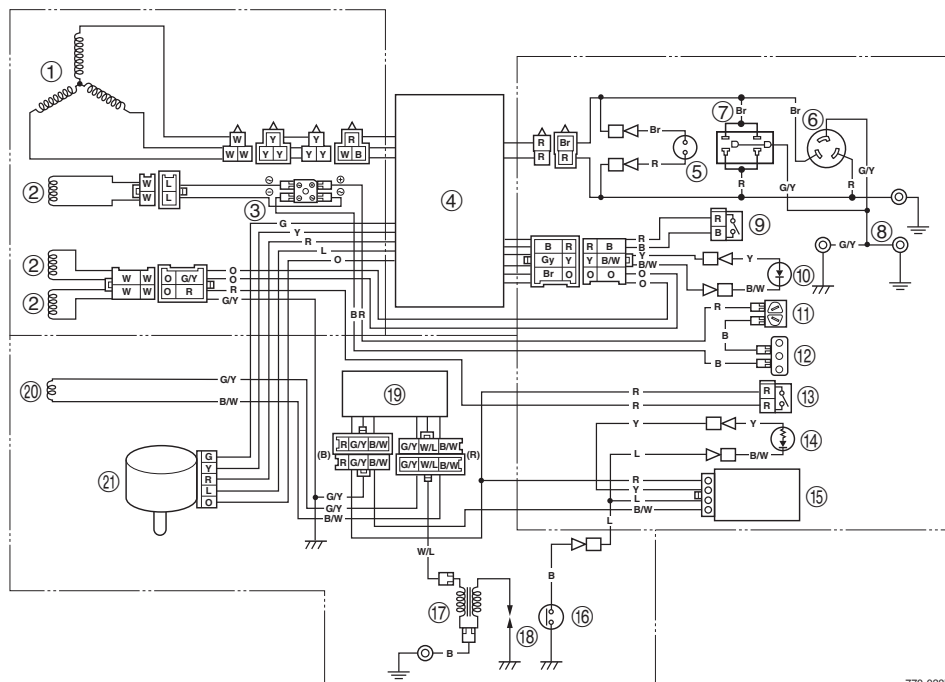 ① Y Y R
W W Y Y Y Y W B
② W L
W L
③
④
G
Y
R
L
O
② W W O G/Y O
W W O R O
② R
G/Y
B R
R Br
R R
Br
R
⑤
⑦ Br
R
G/Y
⑥
Br
R
G/Y
⑧
G/Y
B R R B
Gy Y Y B/W
Br O O O
R
B
Y
B/W
O
O
R
B
⑨
Y
⑩
B/W
R ⑪
B
B ⑫
R R ⑬
R R
Y Y
⑭
L B/W
R
Y
L
B/W
⑮
L
⑳ G/Y
B/W
⑲
R G/Y B/W G/Y W/L B/W
(B) R G/Y B/W G/Y W/L B/W (R)
㉑ G
Y
R
L
O
G/Y
G/Y
B/W
W/L
⑰
⑱
B
B
⑯